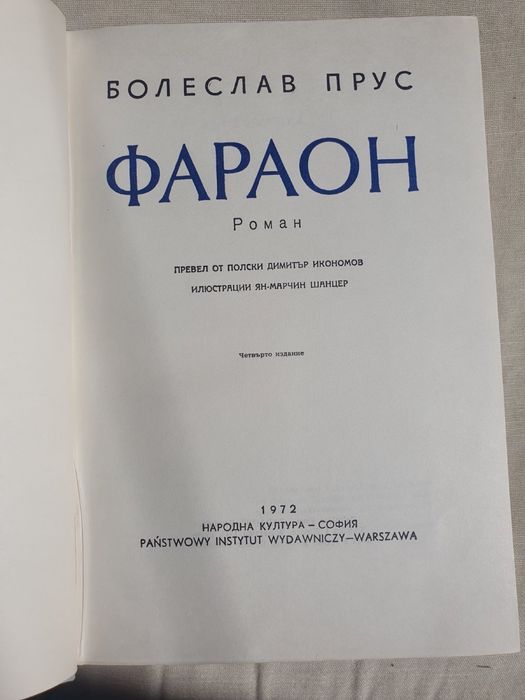 БОЛЕСЛАВ ПРУС
ФАРАОН
Роман
ПРЕВЕЛ ОТ ПОЛСКИ ДИМИТЪР ИКОНОМОВ
ИЛЮСТРАЦИИ ЯН-МАРЧИН ШАНЦЕР
Четвърто издание
1972
НАРОДНА КУЛТУРА – СОФИЯ
PAŃSTWOWY INSTYTUT WYDAWNICZY—WARSZAWA